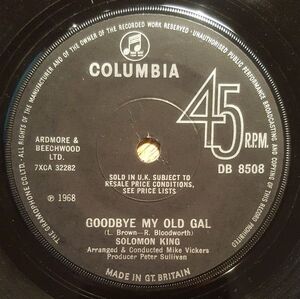 ALL RIGHTS OF THE MANUFACTURER AND OF THE OWNER OF THE RECORDED WORK RESERVED · UNAUTHORISED PUBLIC PERFORMANCE BROADCASTING AND COPYING OF THIS RECORD PROHIBITED
THE GRAMOPHONE CO. LTD.
COLUMBIA
45 R.P.M.
ARDMORE &
BEECHWOOD
LTD.
7XCA 32282
DB 8508
SOLD IN U.K. SUBJECT TO
RESALE PRICE CONDITIONS,
SEE PRICE LISTS
℗ 1968
GOODBYE MY OLD GAL
(L. Brown—R. Bloodworth)
SOLOMON KING
Arranged & Conducted Mike Vickers
Producer Peter Sullivan
MADE IN GT. BRITAIN